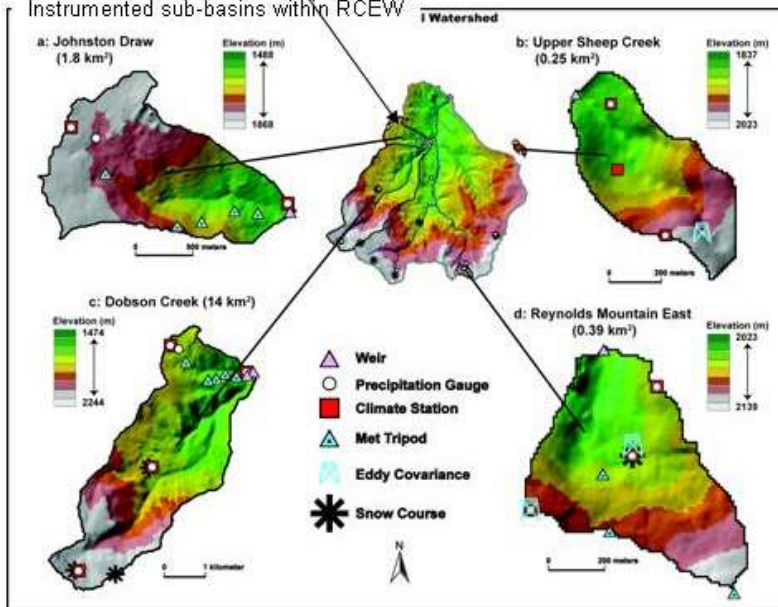 Instrumented sub-basins within RCEW
l Watershed
a: Johnston Draw
(1.8 km²)
Elevation (m)
1488
1868
0 500 meters
b: Upper Sheep Creek
(0.25 km²)
Elevation (m)
1837
2023
0 200 meters
c: Dobson Creek (14 km²)
Elevation (m)
1474
2244
0 1 kilometer
Weir
Precipitation Gauge
Climate Station
Met Tripod
Eddy Covariance
Snow Course
N
d: Reynolds Mountain East
(0.39 km²)
Elevation (m)
2023
2139
0 200 meters